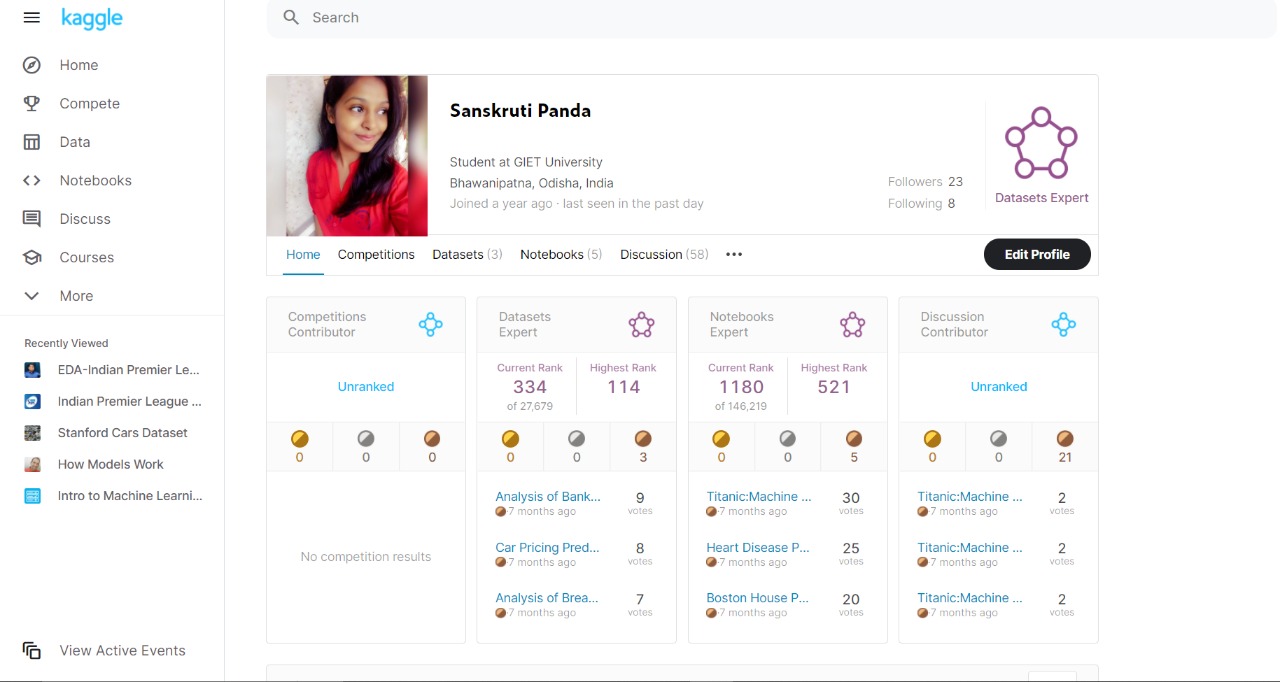 kaggle
Search
Home
Compete
Data
Notebooks
Discuss
Courses
More
Recently Viewed
EDA-Indian Premier Le...
Indian Premier League ...
Stanford Cars Dataset
How Models Work
Intro to Machine Learni...
View Active Events
Sanskruti Panda
Student at GIET University
Bhawanipatna, Odisha, India
Joined a year ago · last seen in the past day
Followers 23
Following 8
Datasets Expert
Home Competitions Datasets (3) Notebooks (5) Discussion (58) •••
Edit Profile
Competitions
Contributor
Unranked
0 0 0
No competition results
Datasets
Expert
Current Rank Highest Rank
334 114
of 27,679
0 0 3
Analysis of Bank... 9
7 months ago votes
Car Pricing Pred... 8
7 months ago votes
Analysis of Brea... 7
7 months ago votes
Notebooks
Expert
Current Rank Highest Rank
1180 521
of 146,219
0 0 5
Titanic:Machine ... 30
7 months ago votes
Heart Disease P... 25
7 months ago votes
Boston House P... 20
7 months ago votes
Discussion
Contributor
Unranked
0 0 21
Titanic:Machine ... 2
7 months ago votes
Titanic:Machine ... 2
7 months ago votes
Titanic:Machine ... 2
7 months ago votes